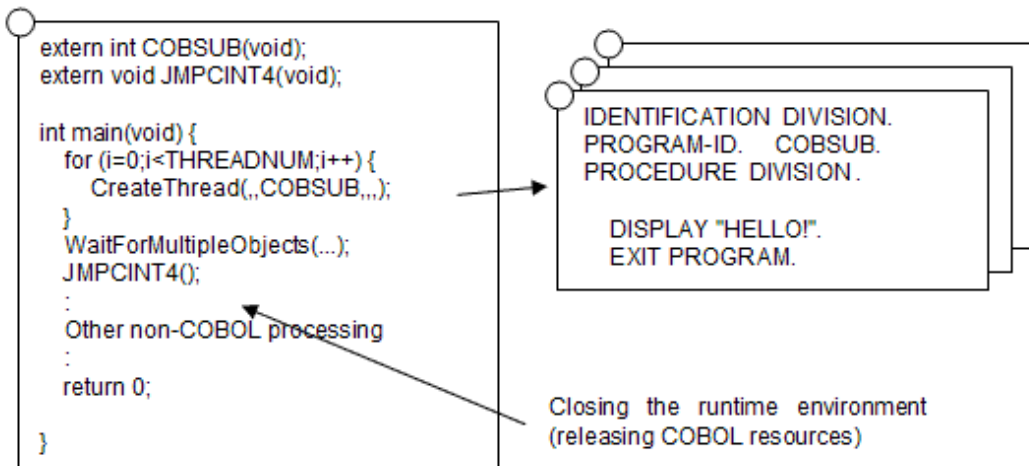 extern int COBSUB(void);
extern void JMPCINT4(void);
int main(void) {
for (i=0;i<THREADNUM;i++) {
CreateThread(,,COBSUB,,,);
}
WaitForMultipleObjects(...);
JMPCINT4();
:
Other non-COBOL processing
:
return 0;
}
IDENTIFICATION DIVISION.
PROGRAM-ID. COBSUB.
PROCEDURE DIVISION.
DISPLAY "HELLO!".
EXIT PROGRAM.
Closing the runtime environment
(releasing COBOL resources)